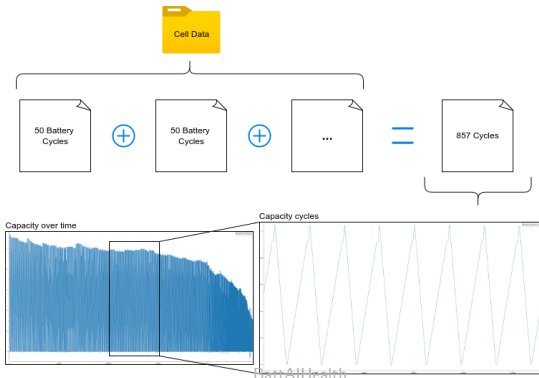 Cell Data
50 Battery
Cycles
50 Battery
Cycles
...
857 Cycles
Capacity over time
Capacity cycles